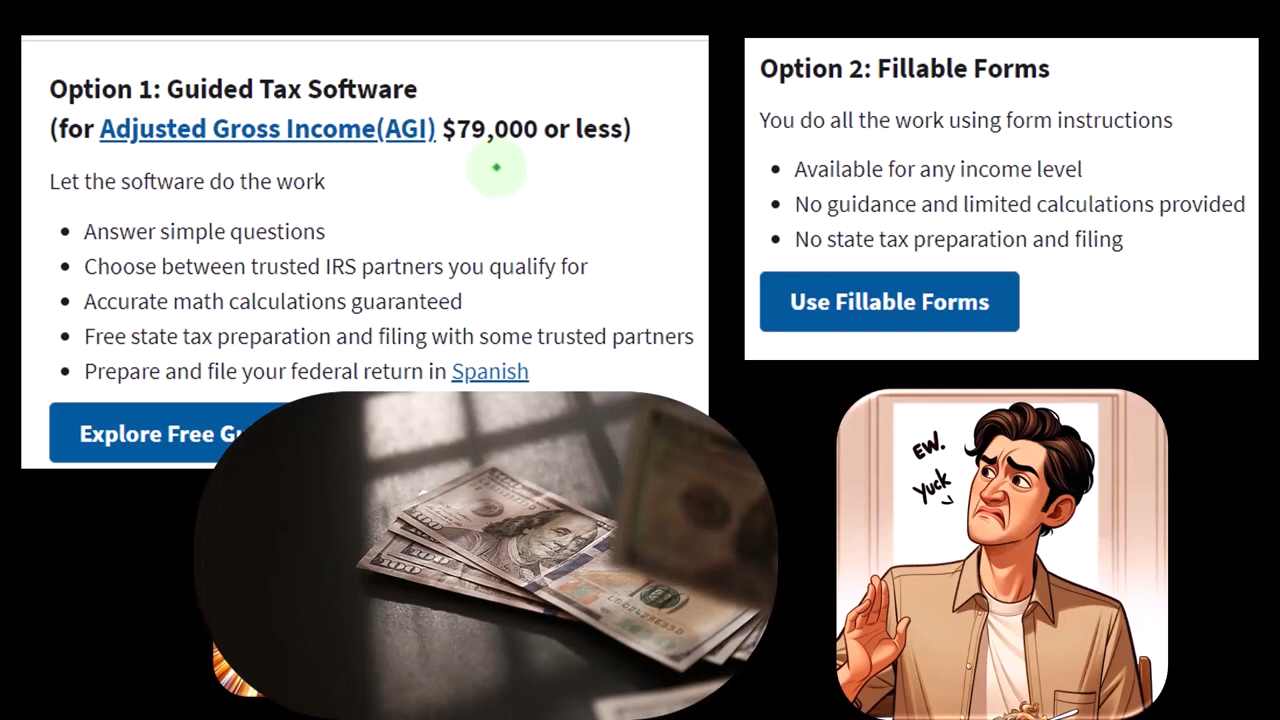 Option 1: Guided Tax Software
(for Adjusted Gross Income(AGI) $79,000 or less)
Let the software do the work
Answer simple questions
Choose between trusted IRS partners you qualify for
Accurate math calculations guaranteed
Free state tax preparation and filing with some trusted partners
Prepare and file your federal return in Spanish
Explore Free
Option 2: Fillable Forms
You do all the work using form instructions
Available for any income level
No guidance and limited calculations provided
No state tax preparation and filing
Use Fillable Forms
EW.
YUCK
100
100
100
100